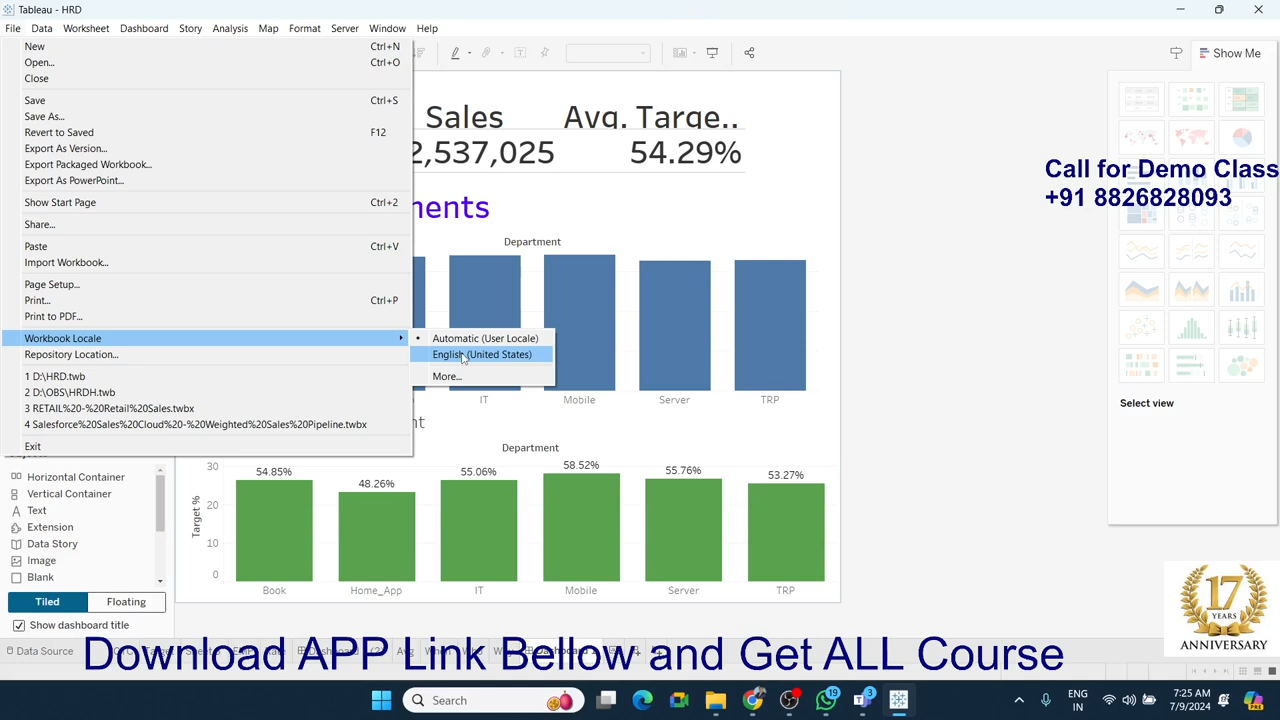 Tableau - HRD
File Data Worksheet Dashboard Story Analysis Map Format Server Window Help
New Ctrl+N
Open... Ctrl+O
Close
Save Ctrl+S
Save As...
Revert to Saved F12
Export As Version...
Export Packaged Workbook...
Export As PowerPoint...
Show Start Page Ctrl+2
Share...
Paste Ctrl+V
Import Workbook...
Page Setup...
Print... Ctrl+P
Print to PDF...
Workbook Locale
Repository Location...
1 D:\HRD.twb
2 D:\OBS\HRDH.twb
3 RETAIL%20-%20Retail%20Sales.twbx
4 Salesforce%20Sales%20Cloud%20-%20Weighted%20Sales%20Pipeline.twbx
Exit
Automatic (User Locale)
English (United States)
More...
Show Me
Sales Avg. Targe..
2,537,025 54.29%
Call for Demo Class
+91 8826828093
Department
IT Mobile Server TRP
Select view
Department
Target %
30
20
10
0
54.85% 48.26% 55.06% 58.52% 55.76% 53.27%
Book Home_App IT Mobile Server TRP
Horizontal Container
Vertical Container
Text
Extension
Data Story
Image
Blank
Tiled Floating
Show dashboard title
17
YEARS
ANNIVERSARY
Data Source
Download APP Link Bellow and Get ALL Course
Search
19
3
ENG
IN
7:25 AM
7/9/2024